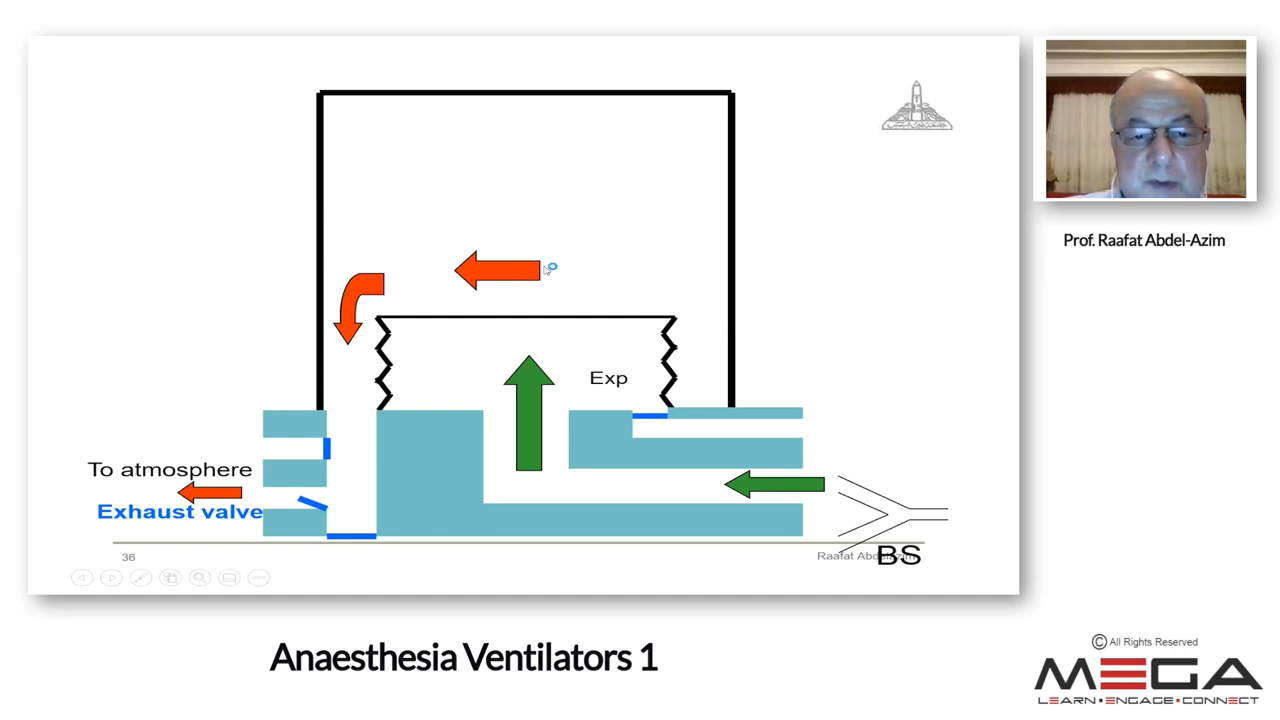 Exp
To atmosphere
Exhaust valve
36
BS
Prof. Raafat Abdel-Azim
Anaesthesia Ventilators 1
© All Rights Reserved
MEGA
LEARN • ENGAGE • CONNECT